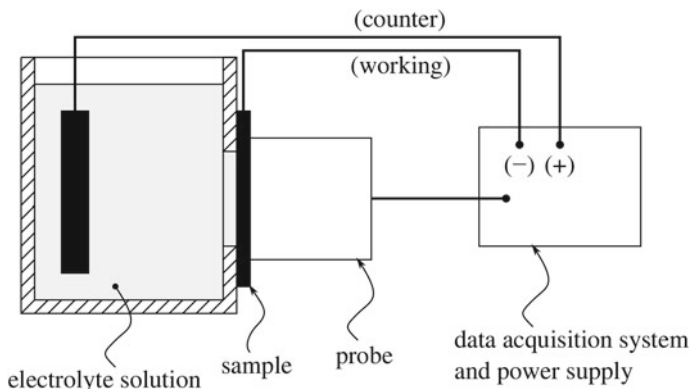 (counter)
(working)
(−) (+)
electrolyte solution
sample
probe
data acquisition system
and power supply